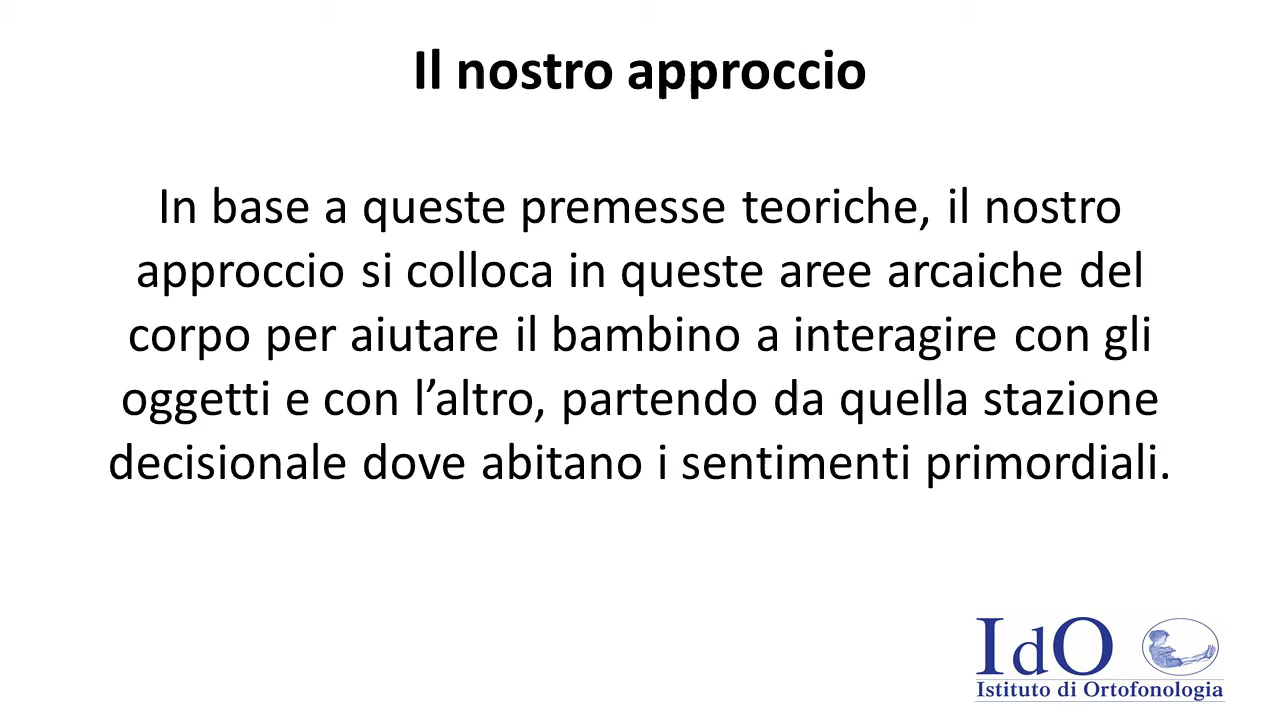 Il nostro approccio
In base a queste premesse teoriche, il nostro
approccio si colloca in queste aree arcaiche del
corpo per aiutare il bambino a interagire con gli
oggetti e con l’altro, partendo da quella stazione
decisionale dove abitano i sentimenti primordiali.
IdO
Istituto di Ortofonologia